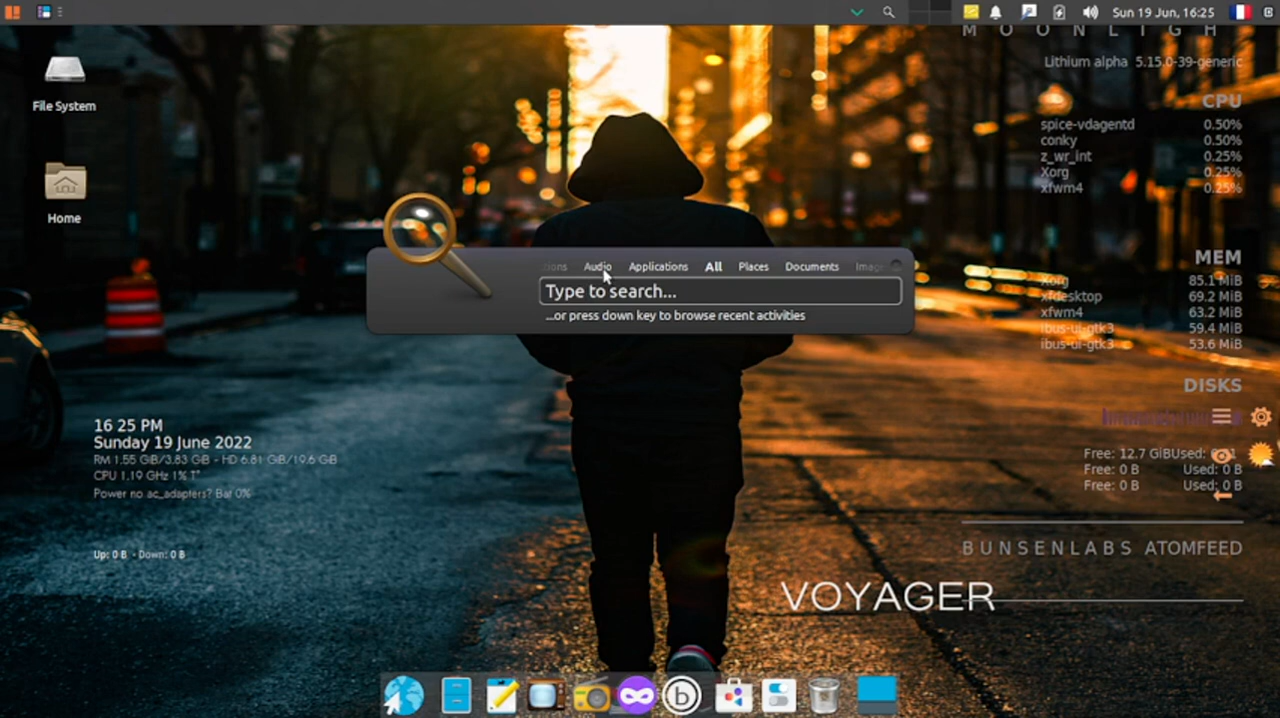 Sun 19 Jun, 16:25
File System
Home
MOONLIGH
Lithium alpha 5.15.0-39-generic
CPU
spice-vdagentd 0.50%
conky 0.50%
z_wr_int 0.25%
Xorg 0.25%
xfwm4 0.25%
Audio Applications All Places Documents
Type to search...
...or press down key to browse recent activities
MEM
Xorg 85.1 MiB
xfdesktop 69.2 MiB
xfwm4 63.2 MiB
ibus-ui-gtk3 59.4 MiB
ibus-ui-gtk3 53.6 MiB
DISKS
Free: 12.7 GiB Used:
Free: 0 B Used: 0 B
Free: 0 B Used: 0 B
16 25 PM
Sunday 19 June 2022
RM 1.55 GiB/3.83 GiB - HD 6.81 GiB/19.6 GiB
CPU 1.19 GHz 1% T°
Power no ac_adapters? Bat 0%
Up: 0 B - Down: 0 B
BUNSENLABS ATOMFEED
VOYAGER
b